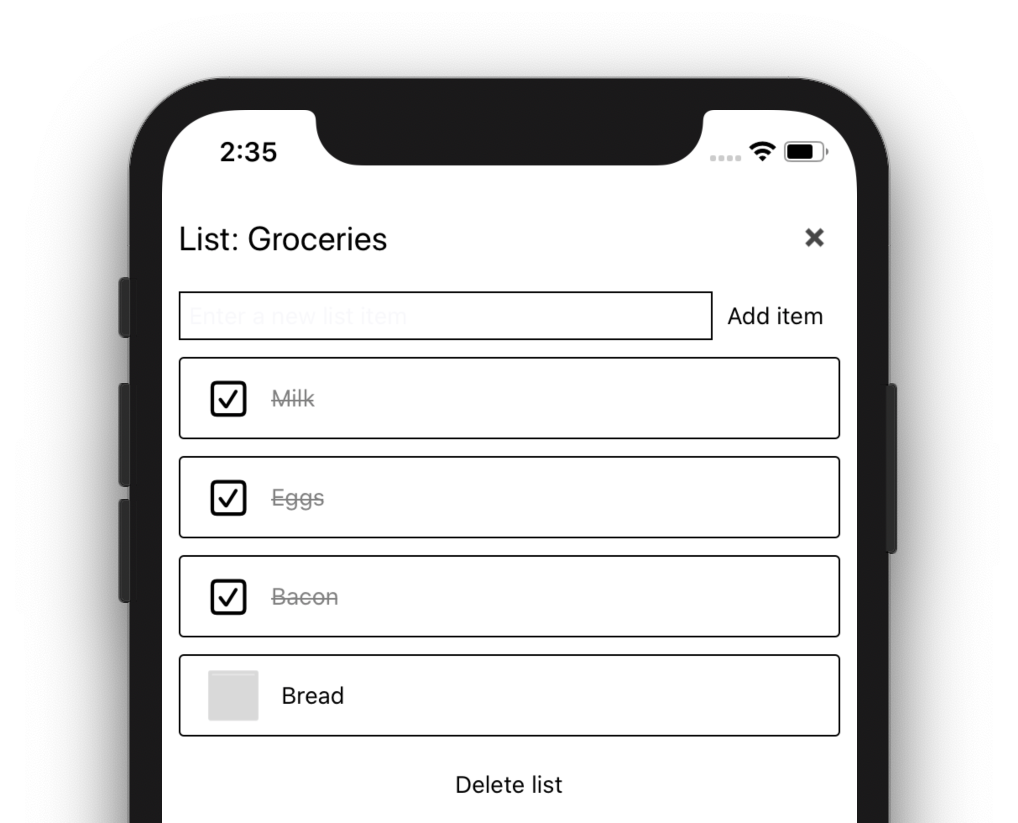 2:35
List: Groceries
Enter a new list item
Add item
Milk
Eggs
Bacon
Bread
Delete list